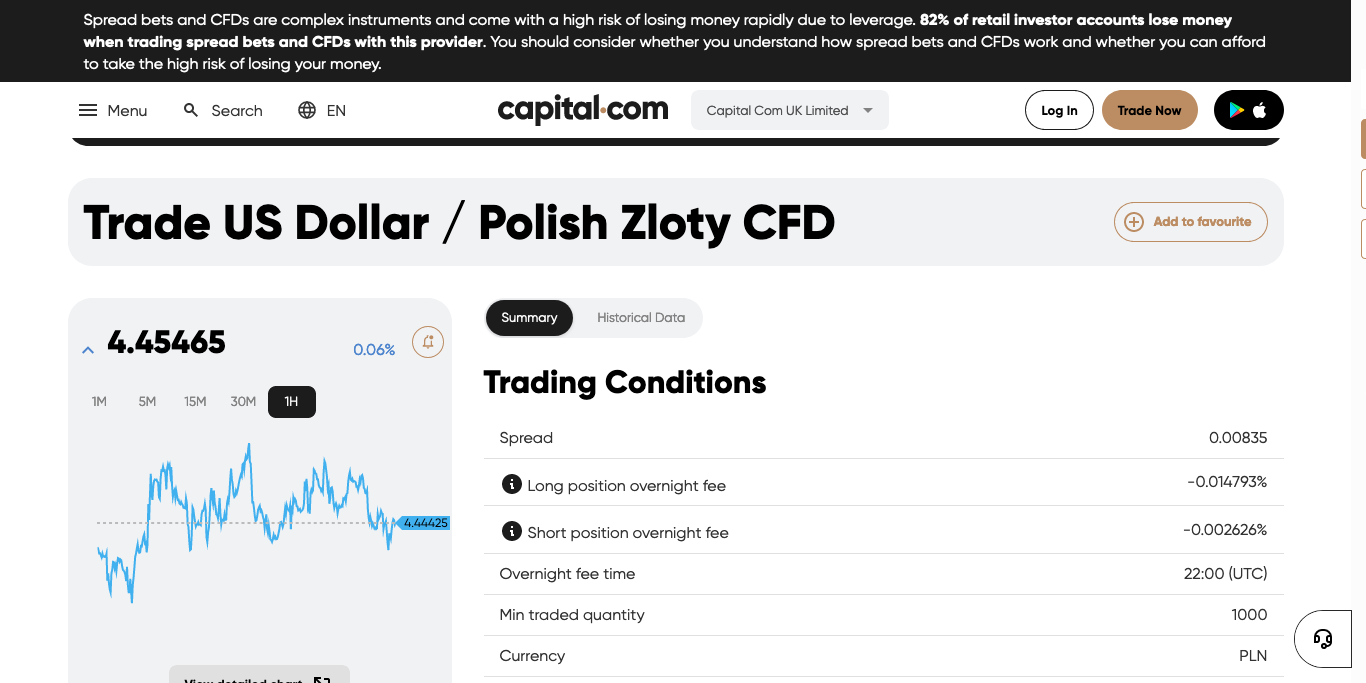 Spread bets and CFDs are complex instruments and come with a high risk of losing money rapidly due to leverage. 82% of retail investor accounts lose money
when trading spread bets and CFDs with this provider. You should consider whether you understand how spread bets and CFDs work and whether you can afford
to take the high risk of losing your money.
Menu Search EN capital.com Capital Com UK Limited Log In Trade Now
Trade US Dollar / Polish Zloty CFD Add to favourite
4.45465 0.06%
1M 5M 15M 30M 1H
4.44425
View detailed chart
Summary Historical Data
Trading Conditions
Spread 0.00835
Long position overnight fee -0.014793%
Short position overnight fee -0.002626%
Overnight fee time 22:00 (UTC)
Min traded quantity 1000
Currency PLN